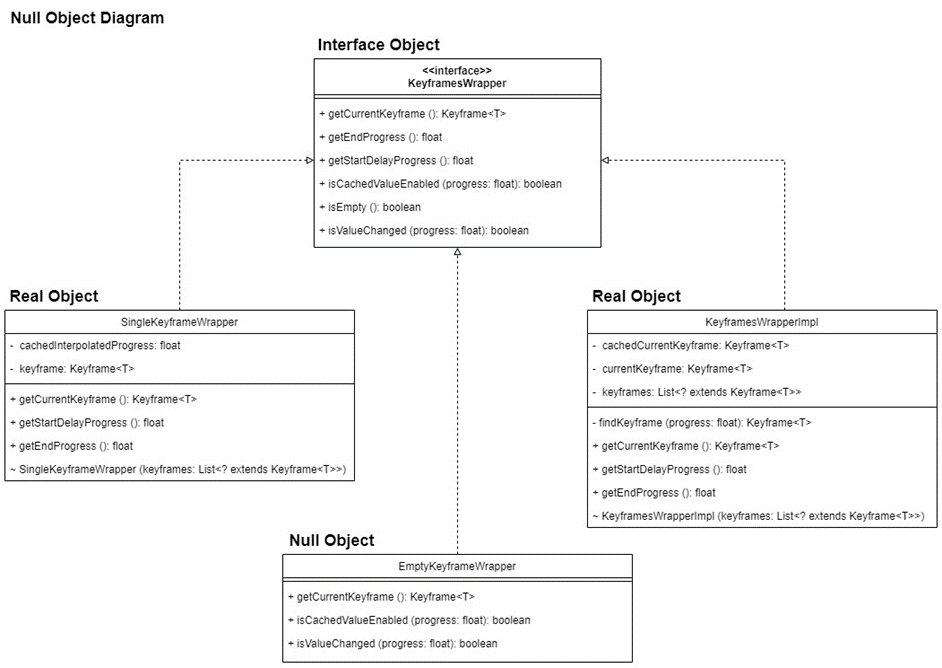 Null Object Diagram
Interface Object
<<interface>>
KeyframesWrapper
+ getCurrentKeyframe (): Keyframe<T>
+ getEndProgress (): float
+ getStartDelayProgress (): float
+ isCachedValueEnabled (progress: float): boolean
+ isEmpty (): boolean
+ isValueChanged (progress: float): boolean
Real Object
SingleKeyframeWrapper
- cachedInterpolatedProgress: float
- keyframe: Keyframe<T>
+ getCurrentKeyframe (): Keyframe<T>
+ getStartDelayProgress (): float
+ getEndProgress (): float
~ SingleKeyframeWrapper (keyframes: List<? extends Keyframe<T>>)
Real Object
KeyframesWrapperImpl
- cachedCurrentKeyframe: Keyframe<T>
- currentKeyframe: Keyframe<T>
- keyframes: List<? extends Keyframe<T>>
- findKeyframe (progress: float): Keyframe<T>
+ getCurrentKeyframe (): Keyframe<T>
+ getStartDelayProgress (): float
+ getEndProgress (): float
~ KeyframesWrapperImpl (keyframes: List<? extends Keyframe<T>>)
Null Object
EmptyKeyframeWrapper
+ getCurrentKeyframe (): Keyframe<T>
+ isCachedValueEnabled (progress: float): boolean
+ isValueChanged (progress: float): boolean